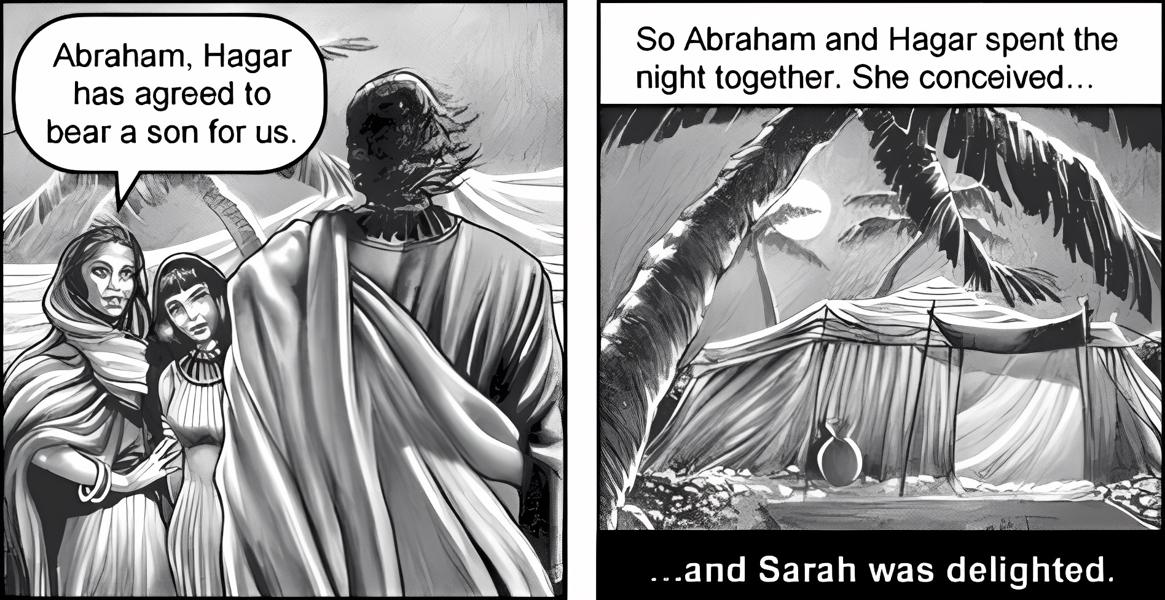 Abraham, Hagar
has agreed to
bear a son for us.
So Abraham and Hagar spent the
night together. She conceived...
...and Sarah was delighted.